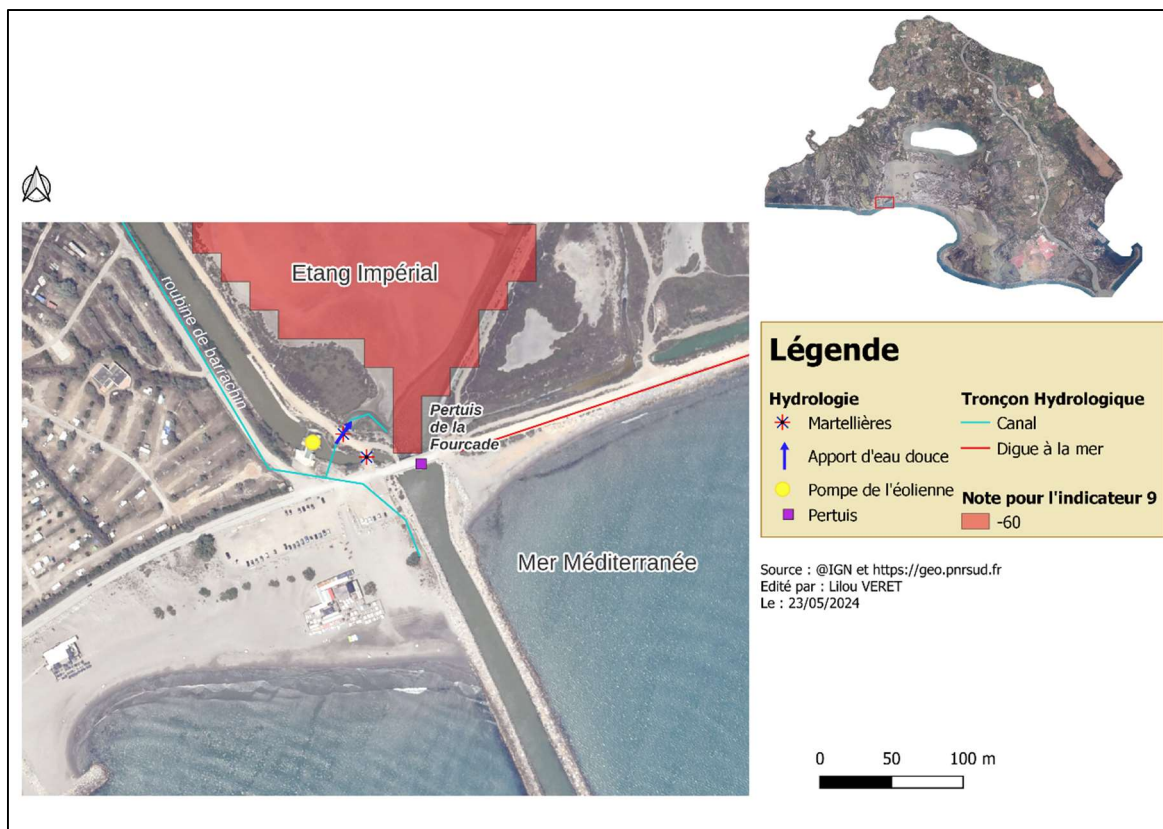 Etang Impérial
roubine de barrachin
Pertuis
de la
Fourcade
Mer Méditerranée
Légende
Hydrologie
Martellières
Apport d'eau douce
Pompe de l'éolienne
Pertuis
Tronçon Hydrologique
Canal
Digue à la mer
Note pour l'indicateur 9
-60
Source : @IGN et https://geo.pnrsud.fr
Edité par : Lilou VERET
Le : 23/05/2024
0 50 100 m